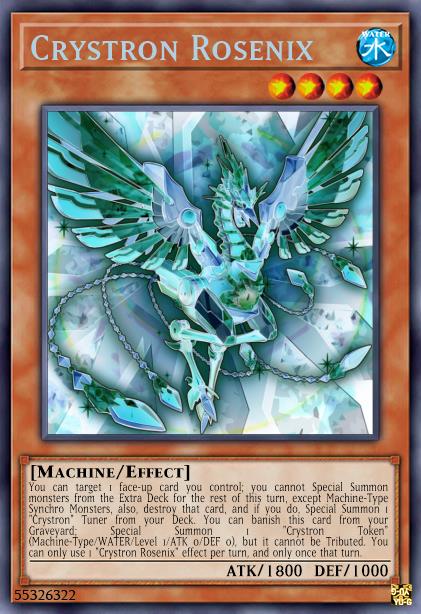 Crystron Rosenix
WATER
水
[Machine/Effect]
You can target 1 face-up card you control; you cannot Special Summon
monsters from the Extra Deck for the rest of this turn, except Machine-Type
Synchro Monsters, also, destroy that card, and if you do, Special Summon 1
"Crystron" Tuner from your Deck. You can banish this card from your
Graveyard; Special Summon 1 "Crystron Token"
(Machine-Type/WATER/Level 1/ATK 0/DEF 0), but it cannot be Tributed. You
can only use 1 "Crystron Rosenix" effect per turn, and only once that turn.
ATK/1800 DEF/1000
55326322